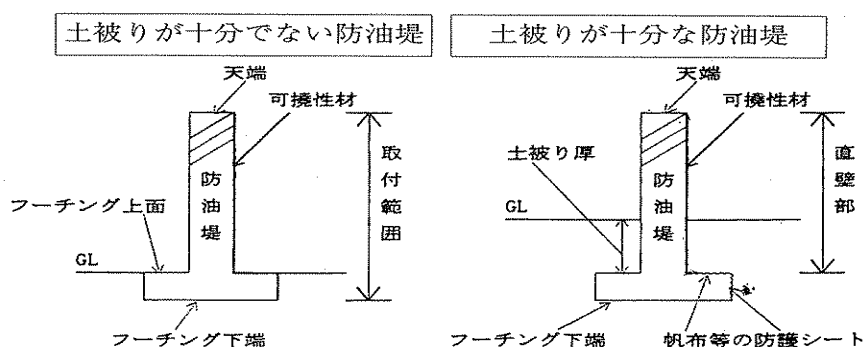 土被りが十分でない防油堤
天端
可撓性材
取付範囲
防油堤
フーチング上面
GL
フーチング下端
土被りが十分な防油堤
天端
可撓性材
土被り厚
直壁部
防油堤
GL
フーチング下端
帆布等の防護シート